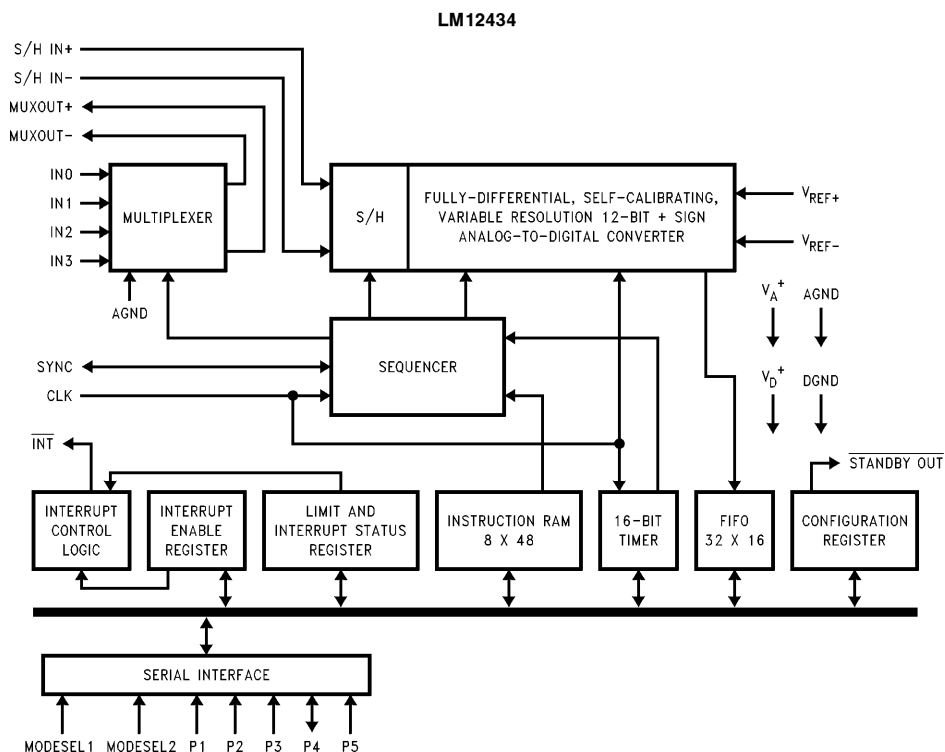 LM12434
S/H IN+
S/H IN-
MUXOUT+
MUXOUT-
IN0
IN1
IN2
IN3
MULTIPLEXER
AGND
S/H
FULLY-DIFFERENTIAL, SELF-CALIBRATING,
VARIABLE RESOLUTION 12-BIT + SIGN
ANALOG-TO-DIGITAL CONVERTER
VREF+
VREF-
VA+
AGND
VD+
DGND
SYNC
CLK
SEQUENCER
INT
STANDBY OUT
INTERRUPT
CONTROL
LOGIC
INTERRUPT
ENABLE
REGISTER
LIMIT AND
INTERRUPT STATUS
REGISTER
INSTRUCTION RAM
8 X 48
16-BIT
TIMER
FIFO
32 X 16
CONFIGURATION
REGISTER
SERIAL INTERFACE
MODESEL1
MODESEL2
P1
P2
P3
P4
P5